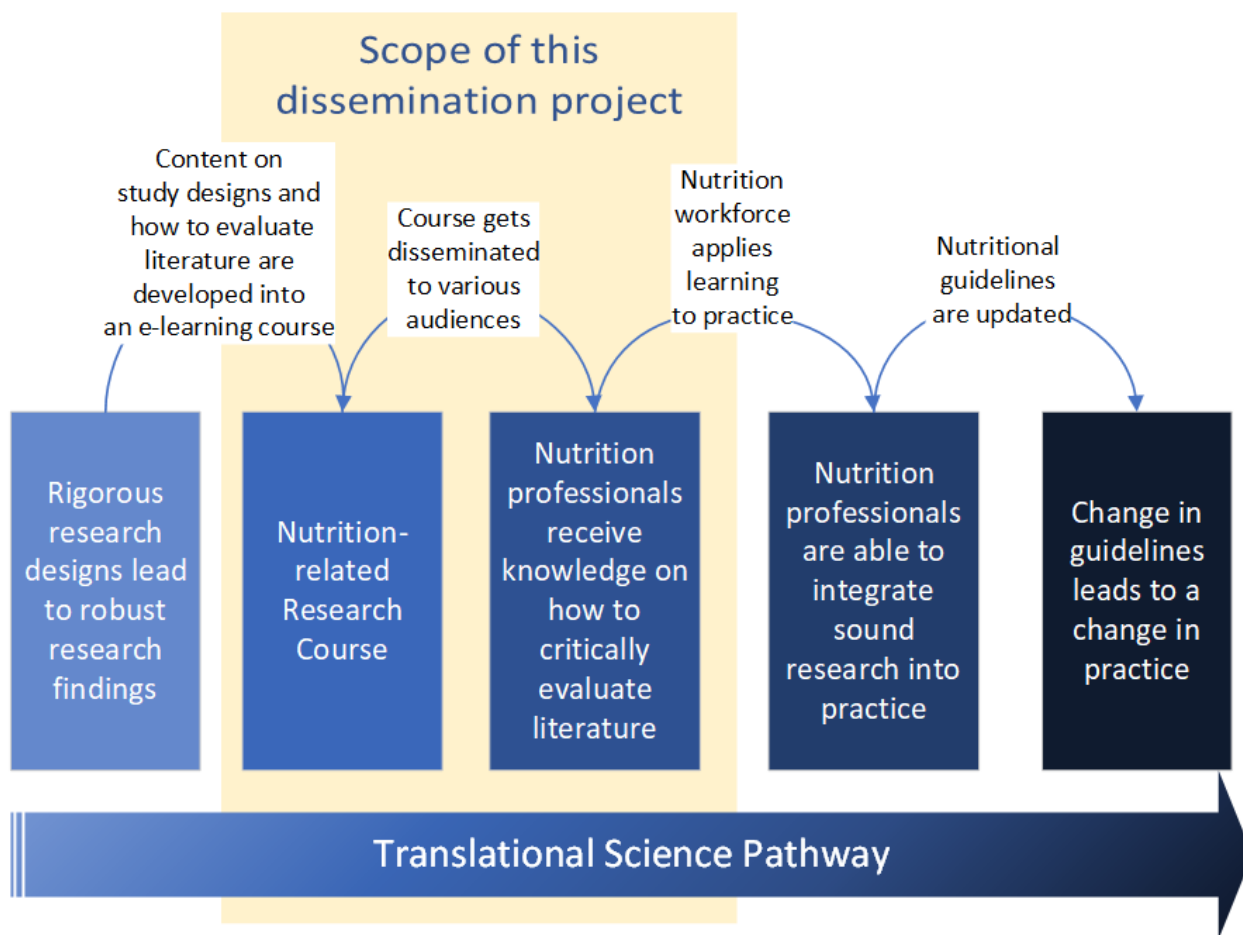 Scope of this
dissemination project
Content on
study designs and
how to evaluate
literature are
developed into
an e-learning course
Course gets
disseminated
to various
audiences
Nutrition
workforce
applies
learning
to practice
Nutritional
guidelines
are updated
Rigorous
research
designs lead
to robust
research
findings
Nutrition-
related
Research
Course
Nutrition
professionals
receive
knowledge on
how to
critically
evaluate
literature
Nutrition
professionals
are able to
integrate
sound
research into
practice
Change in
guidelines
leads to a
change in
practice
Translational Science Pathway